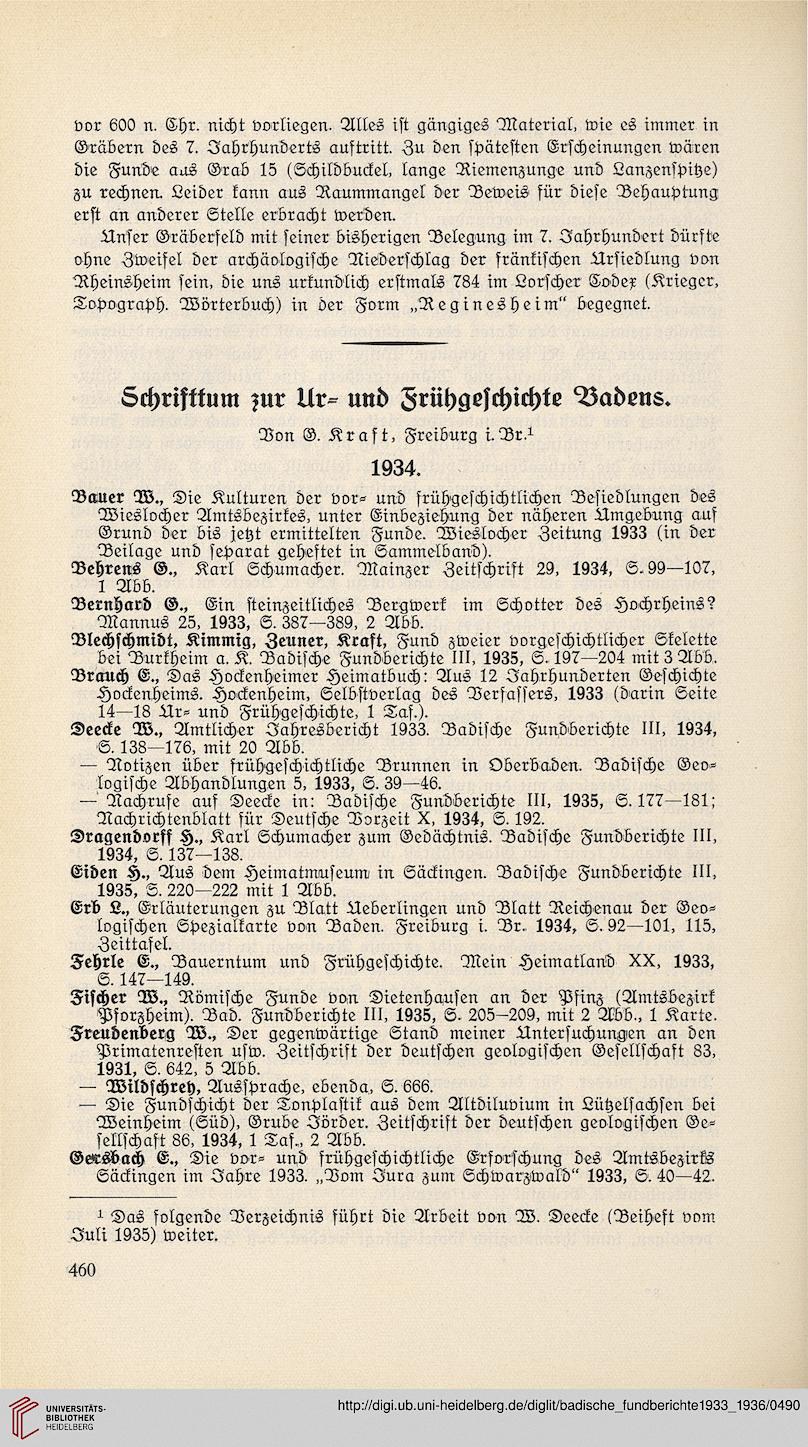 vor 600 n. Chr. nicht vorliegen. Alles ist gängiges Material, wie es immer in
Gräbern des 7. Jahrhunderts auftritt. Zu den spätesten Erscheinungen wären
die Funde aus Grab 15 (Schildbuckel, lange Riemenzunge und Lanzenspitze)
zu rechnen. Leider kann aus Raummangel der Beweis für diese Behauptung
erst an anderer Stelle erbracht werden.
Unser Gräberfeld mit seiner bisherigen Belegung im 7. Jahrhundert dürfte
ohne Zweifel der archäologische Niederschlag der fränkischen Ursiedlung von
Rheinsheim sein, die uns urkundlich erstmals 784 im Lorscher Codex (Krieger,
Topograph. Wörterbuch) in der Form „Reginesheim“ begegnet.
Schrifttum zur Ur- und Frühgeschichte Badens.
Von G. Kraft, Freiburg i. Br.¹
1934.
Bauer W., Die Kulturen der vor- und frühgeschichtlichen Besiedlungen des
Wieslocher Amtsbezirkes, unter Einbeziehung der näheren Umgebung auf
Grund der bis jetzt ermittelten Funde. Wieslocher Zeitung 1933 (in der
Beilage und separat geheftet in Sammelband).
Behrens G., Karl Schumacher. Mainzer Zeitschrift 29, 1934, S. 99—107,
1 Abb.
Bernhard G., Ein steinzeitliches Bergwerk im Schotter des Hochrheins?
Mannus 25, 1933, S. 387—389, 2 Abb.
Blechschmidt, Kimmig, Zeuner, Kraft, Fund zweier vorgeschichtlicher Skelette
bei Burkheim a. K. Badische Fundberichte III, 1935, S. 197—204 mit 3 Abb.
Brauch E., Das Hockenheimer Heimatbuch: Aus 12 Jahrhunderten Geschichte
Hockenheims. Hockenheim, Selbstverlag des Verfassers, 1933 (darin Seite
14—18 Ur- und Frühgeschichte, 1 Taf.).
Deecke W., Amtlicher Jahresbericht 1933. Badische Fundberichte III, 1934,
S. 138—176, mit 20 Abb.
— Notizen über frühgeschichtliche Brunnen in Oberbaden. Badische Geo-
logische Abhandlungen 5, 1933, S. 39—46.
— Nachrufe auf Deecke in: Badische Fundberichte III, 1935, S. 177—181;
Nachrichtenblatt für Deutsche Vorzeit X, 1934, S. 192.
Dragendorff H., Karl Schumacher zum Gedächtnis. Badische Fundberichte III,
1934, S. 137—138.
Eiden H., Aus dem Heimatmuseum in Säckingen. Badische Fundberichte III,
1935, S. 220—222 mit 1 Abb.
Erb L., Erläuterungen zu Blatt Ueberlingen und Blatt Reichenau der Geo-
logischen Spezialkarte von Baden. Freiburg i. Br. 1934, S. 92—101, 115,
Zeittafel.
Fehrle E., Bauerntum und Frühgeschichte. Mein Heimatland XX, 1933,
S. 147—149.
Fischer W., Römische Funde von Dietenhausen an der Pfinz (Amtsbezirk
Pforzheim). Bad. Fundberichte III, 1935, S. 205—209, mit 2 Abb., 1 Karte.
Freudenberg W., Der gegenwärtige Stand meiner Untersuchungen an den
Primatenresten usw. Zeitschrift der deutschen geologischen Gesellschaft 83,
1931, S. 642, 5 Abb.
— Wildschrey, Aussprache, ebenda, S. 666.
— Die Fundschicht der Tonplastik aus dem Altdiluvium in Lützelsachsen bei
Weinheim (Süd), Grube Jörder. Zeitschrift der deutschen geologischen Ge-
sellschaft 86, 1934, 1 Taf., 2 Abb.
Gersbach E., Die vor- und frühgeschichtliche Erforschung des Amtsbezirks
Säckingen im Jahre 1933. „Vom Jura zum Schwarzwald“ 1933, S. 40—42.
¹ Das folgende Verzeichnis führt die Arbeit von W. Deecke (Beiheft vom
Juli 1935) weiter.
460
UNIVERSITÄTS-
BIBLIOTHEK
HEIDELBERG
http://digi.ub.uni-heidelberg.de/diglit/badische_fundberichte1933_1936/0490